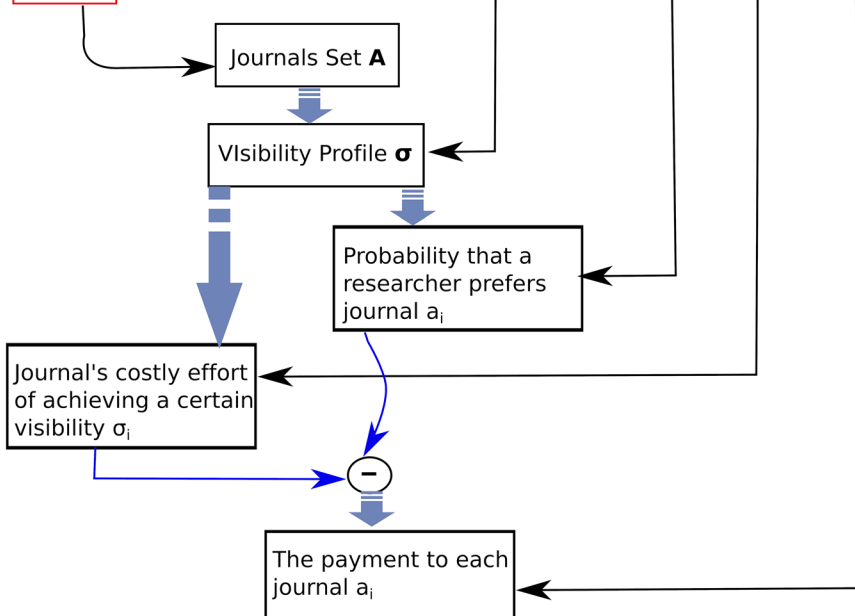 Journals Set A
VIsibility Profile σ
Probability that a
researcher prefers
journal aᵢ
Journal's costly effort
of achieving a certain
visibility σᵢ
−
The payment to each
journal aᵢ